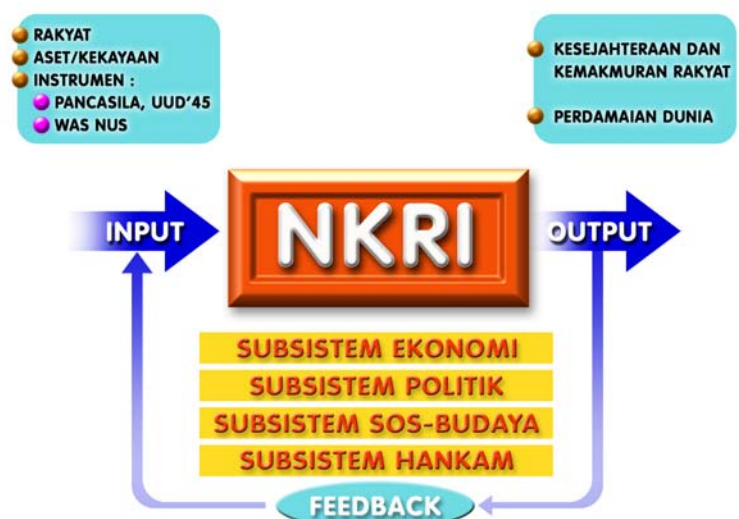 RAKYAT
ASET/KEKAYAAN
INSTRUMEN :
PANCASILA, UUD'45
WAS NUS
KESEJAHTERAAN DAN
KEMAKMURAN RAKYAT
PERDAMAIAN DUNIA
INPUT
NKRI
OUTPUT
SUBSISTEM EKONOMI
SUBSISTEM POLITIK
SUBSISTEM SOS-BUDAYA
SUBSISTEM HANKAM
FEEDBACK